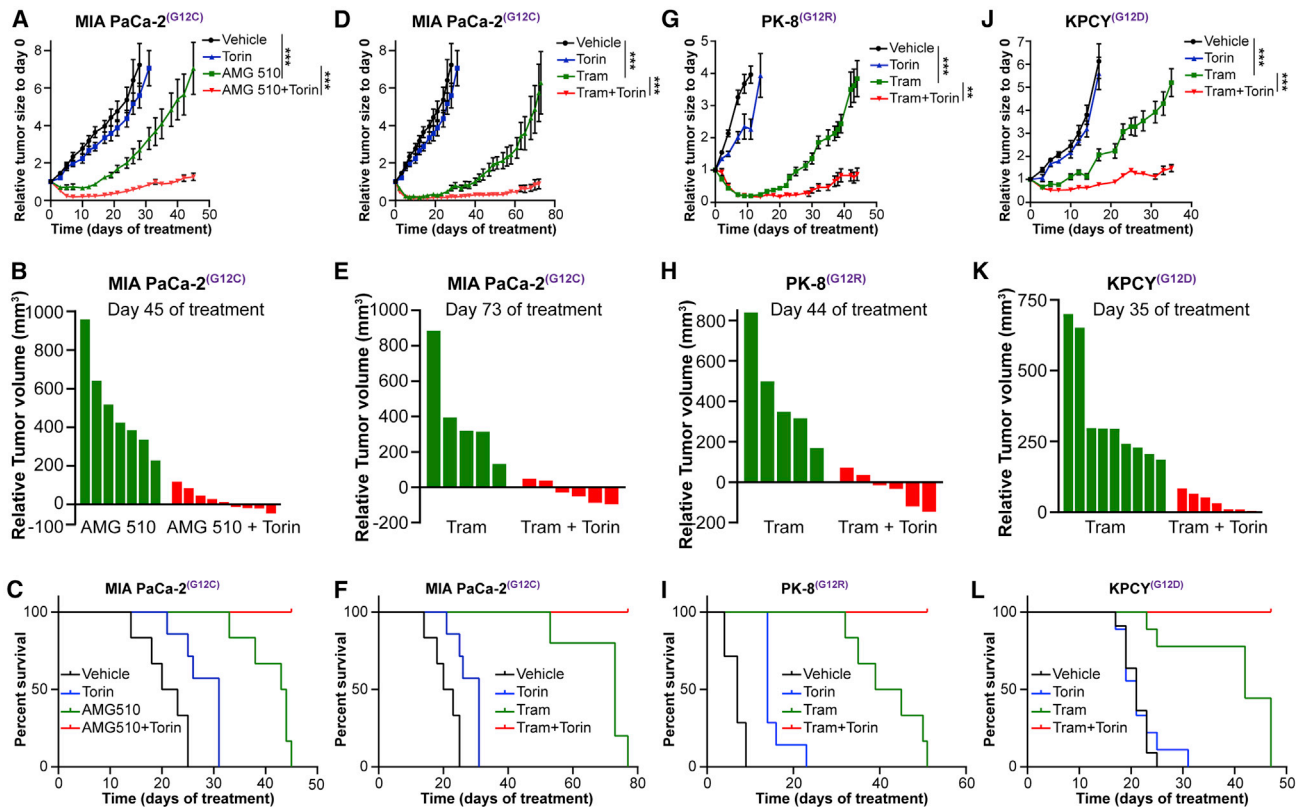 A
MIA PaCa-2(G12C)
Relative tumor size to day 0
8
6
4
2
0
0 10 20 30 40 50
Time (days of treatment)
Vehicle
Torin
AMG 510
AMG 510+Torin
***
***
D
MIA PaCa-2(G12C)
Relative tumor size to day 0
8
6
4
2
0
0 20 40 60 80
Time (days of treatment)
Vehicle
Torin
Tram
Tram+Torin
***
***
G
PK-8(G12R)
Relative tumor size to day 0
5
4
3
2
1
0
0 10 20 30 40 50
Time (days of treatment)
Vehicle
Torin
Tram
Tram+Torin
***
**
J
KPCY(G12D)
Relative tumor size to day 0
7
6
5
4
3
2
1
0
0 10 20 30 40
Time (days of treatment)
Vehicle
Torin
Tram
Tram+Torin
***
***
B
MIA PaCa-2(G12C)
Day 45 of treatment
Relative Tumor volume (mm³)
1000
800
600
400
200
0
-100
AMG 510
AMG 510 + Torin
E
MIA PaCa-2(G12C)
Day 73 of treatment
Relative Tumor volume (mm³)
1000
800
600
400
200
0
-200
Tram
Tram + Torin
H
PK-8(G12R)
Day 44 of treatment
Relative Tumor volume (mm³)
800
600
400
200
0
200
Tram
Tram + Torin
K
KPCY(G12D)
Day 35 of treatment
Relative Tumor volume (mm³)
750
500
250
0
Tram
Tram + Torin
C
MIA PaCa-2(G12C)
Percent survival
100
50
0
0 10 20 30 40 50
Time (days of treatment)
Vehicle
Torin
AMG510
AMG510+Torin
F
MIA PaCa-2(G12C)
Percent survival
100
50
0
0 20 40 60 80
Time (days of treatment)
Vehicle
Torin
Tram
Tram+Torin
I
PK-8(G12R)
Percent survival
100
50
0
0 20 40 60
Time (days of treatment)
Vehicle
Torin
Tram
Tram+Torin
L
KPCY(G12D)
Percent survival
100
50
0
0 10 20 30 40 50
Time (days of treatment)
Vehicle
Torin
Tram
Tram+Torin